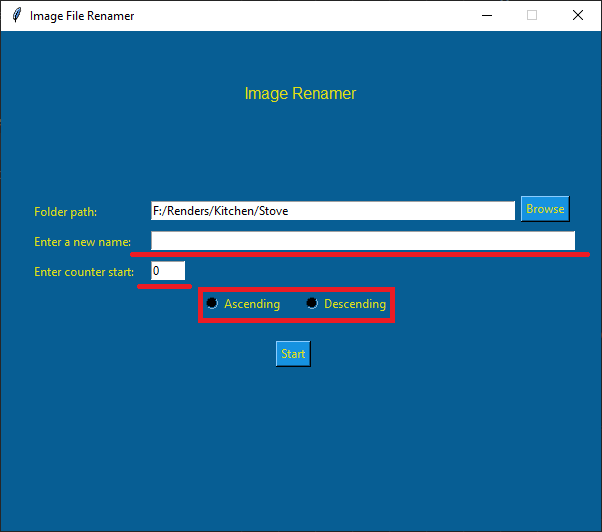 Image File Renamer
Image Renamer
Folder path: F:/Renders/Kitchen/Stove Browse
Enter a new name:
Enter counter start: 0
Ascending Descending
Start